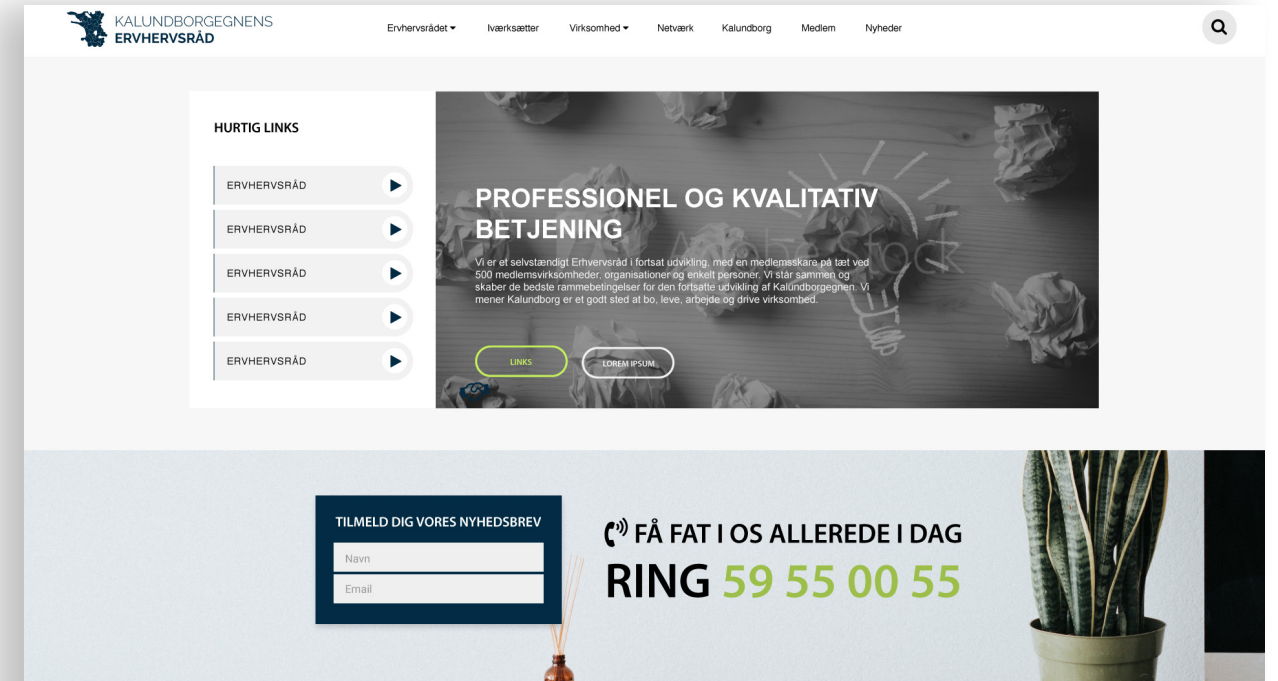 KALUNDBORGEGNENS
ERVHERVSRÅD
Ervhervsrådet Iværksætter Virksomhed Netværk Kalundborg Medlem Nyheder
HURTIG LINKS
ERVHERVSRÅD
ERVHERVSRÅD
ERVHERVSRÅD
ERVHERVSRÅD
ERVHERVSRÅD
PROFESSIONEL OG KVALITATIV
BETJENING
Adobe Stock
Vi er et selvstændigt Erhvervsråd i fortsat udvikling, med en medlemsskare på tæt ved
500 medlemsvirksomheder, organisationer og enkelt personer. Vi står sammen og
skaber de bedste rammebetingelser for den fortsatte udvikling af Kalundborgegnen. Vi
mener Kalundborg er et godt sted at bo, leve, arbejde og drive virksomhed.
LINKS
LOREM IPSUM
TILMELD DIG VORES NYHEDSBREV
Navn
Email
FÅ FAT I OS ALLEREDE I DAG
RING 59 55 00 55